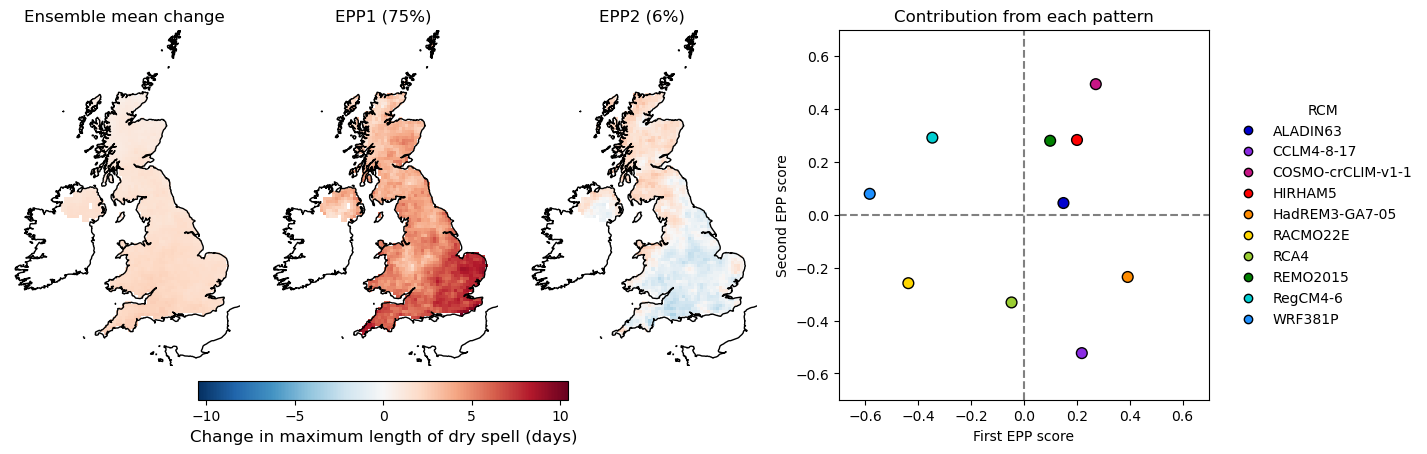 Ensemble mean change
EPP1 (75%)
EPP2 (6%)
−10 −5 0 5 10
Change in maximum length of dry spell (days)
Contribution from each pattern
Second EPP score
0.6
0.4
0.2
0.0
−0.2
−0.4
−0.6
−0.6 −0.4 −0.2 0.0 0.2 0.4 0.6
First EPP score
RCM
ALADIN63
CCLM4-8-17
COSMO-crCLIM-v1-1
HIRHAM5
HadREM3-GA7-05
RACMO22E
RCA4
REMO2015
RegCM4-6
WRF381P